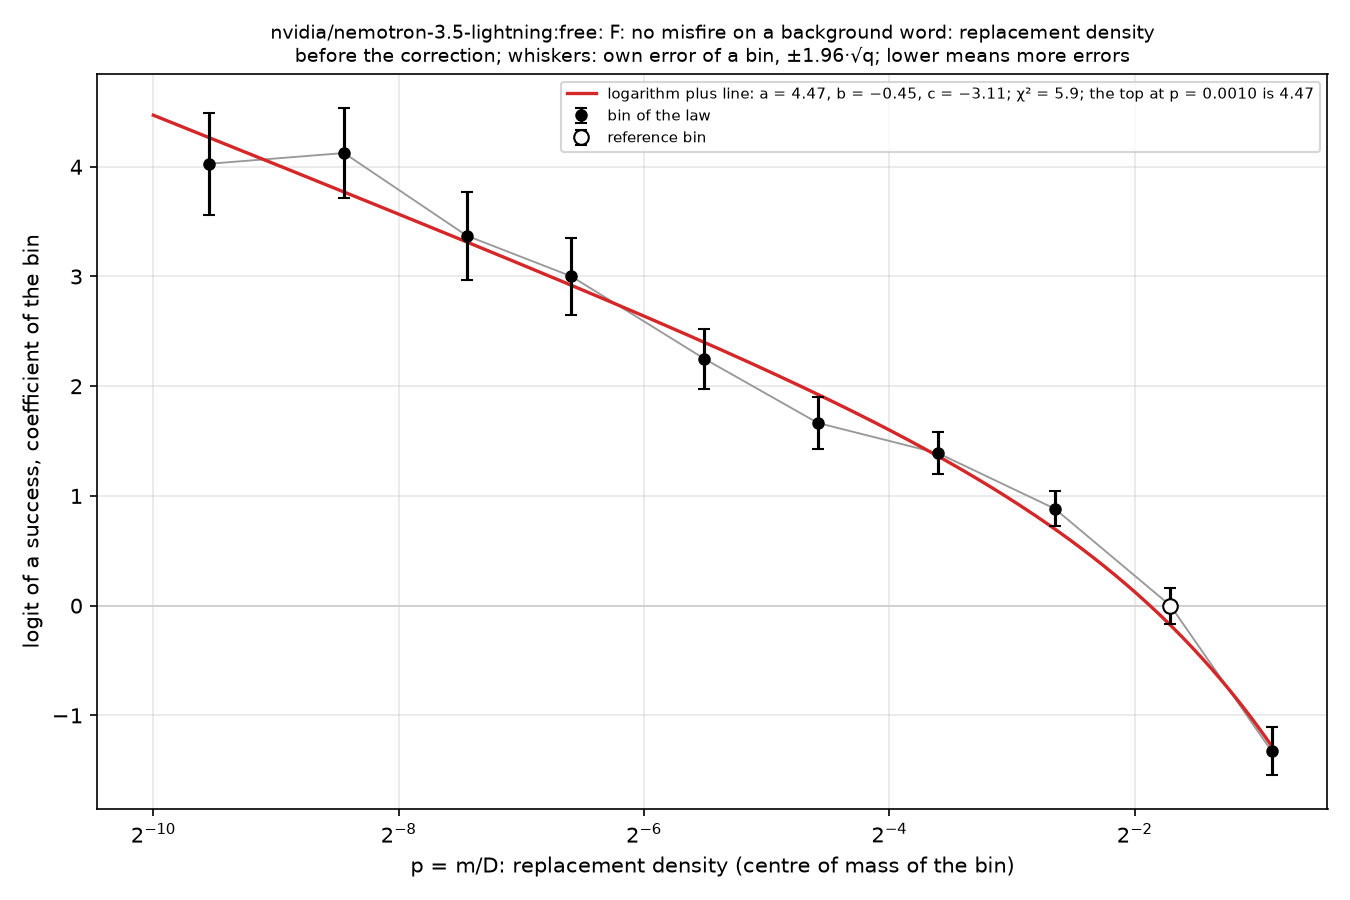 nvidia/nemotron-3.5-lightning:free: F: no misfire on a background word: replacement density
before the correction; whiskers: own error of a bin, ±1.96·√q; lower means more errors
logarithm plus line: a = 4.47, b = −0.45, c = −3.11; χ² = 5.9; the top at p = 0.0010 is 4.47
bin of the law
reference bin
logit of a success, coefficient of the bin
4
3
2
1
0
−1
2⁻¹⁰ 2⁻⁸ 2⁻⁶ 2⁻⁴ 2⁻²
p = m/D: replacement density (centre of mass of the bin)